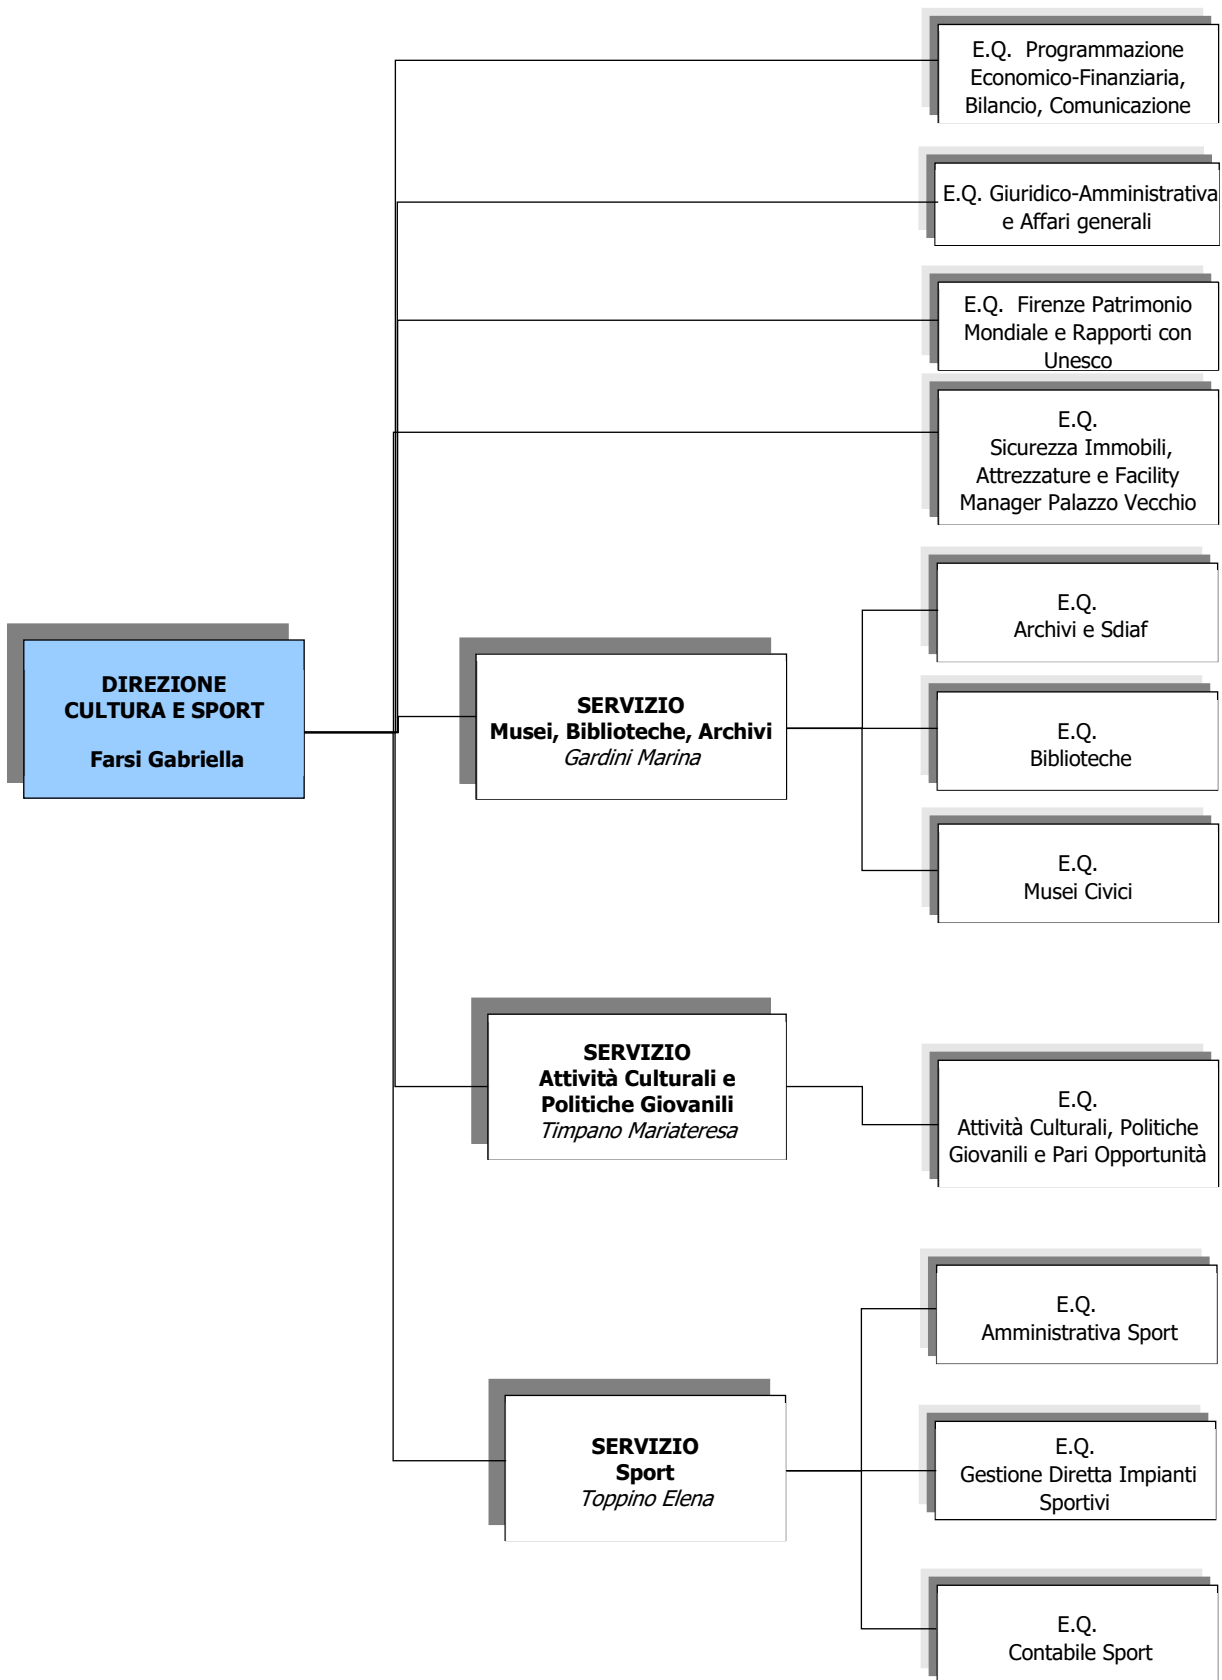 E.Q. Programmazione
Economico-Finanziaria,
Bilancio, Comunicazione
E.Q. Giuridico-Amministrativa
e Affari generali
E.Q. Firenze Patrimonio
Mondiale e Rapporti con
Unesco
E.Q.
Sicurezza Immobili,
Attrezzature e Facility
Manager Palazzo Vecchio
DIREZIONE
CULTURA E SPORT
Farsi Gabriella
SERVIZIO
Musei, Biblioteche, Archivi
Gardini Marina
E.Q.
Archivi e Sdiaf
E.Q.
Biblioteche
E.Q.
Musei Civici
SERVIZIO
Attività Culturali e
Politiche Giovanili
Timpano Mariateresa
E.Q.
Attività Culturali, Politiche
Giovanili e Pari Opportunità
SERVIZIO
Sport
Toppino Elena
E.Q.
Amministrativa Sport
E.Q.
Gestione Diretta Impianti
Sportivi
E.Q.
Contabile Sport